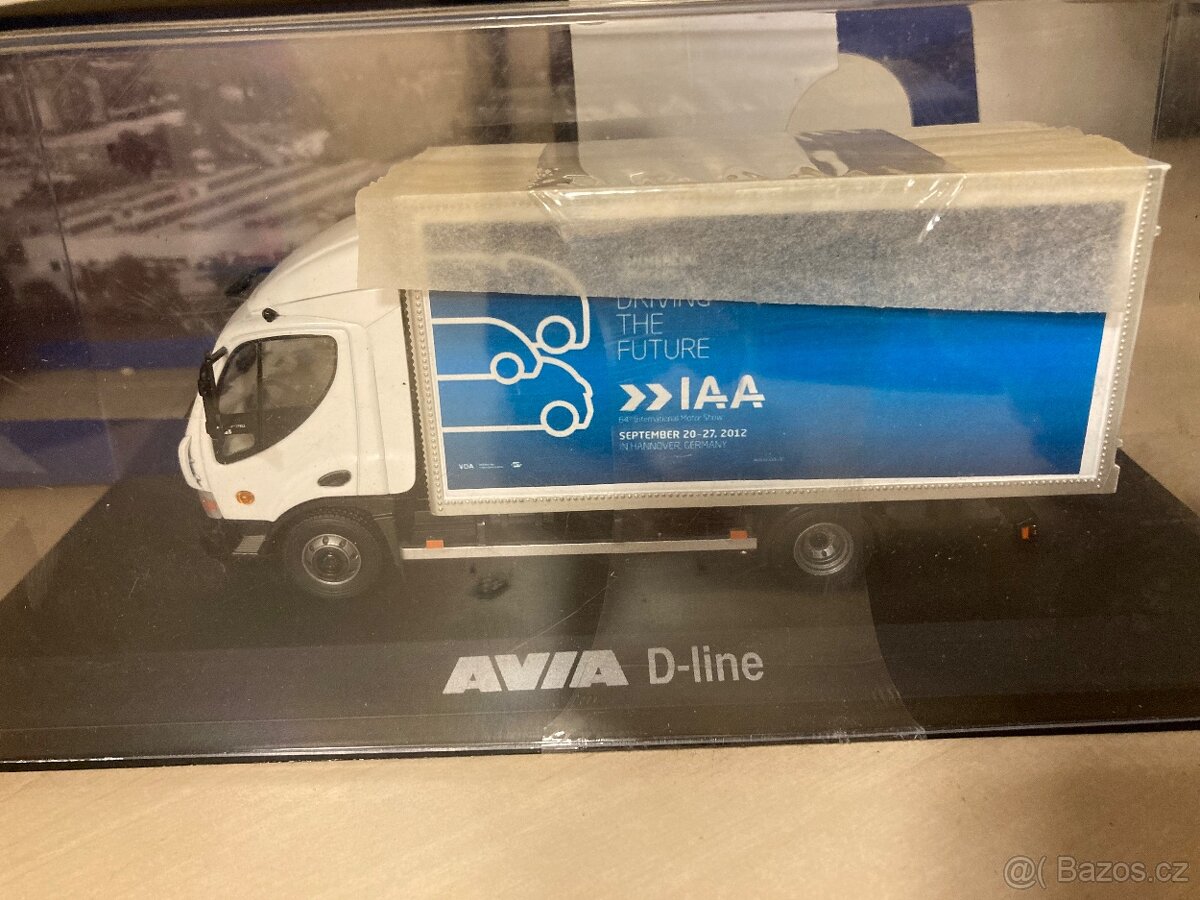 DRIVING
THE
FUTURE
IAA
64th International Motor Show
SEPTEMBER 20-27, 2012
IN HANNOVER, GERMANY
VDA
AVIA D-line
@( Bazos.cz